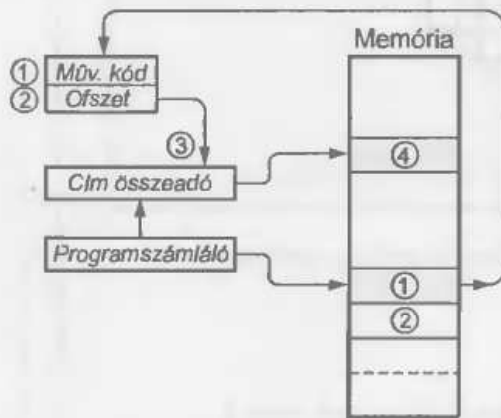 Memória
① Műv. kód
② Ofszet
③
Cím összeadó
④
Programszámláló
①
②